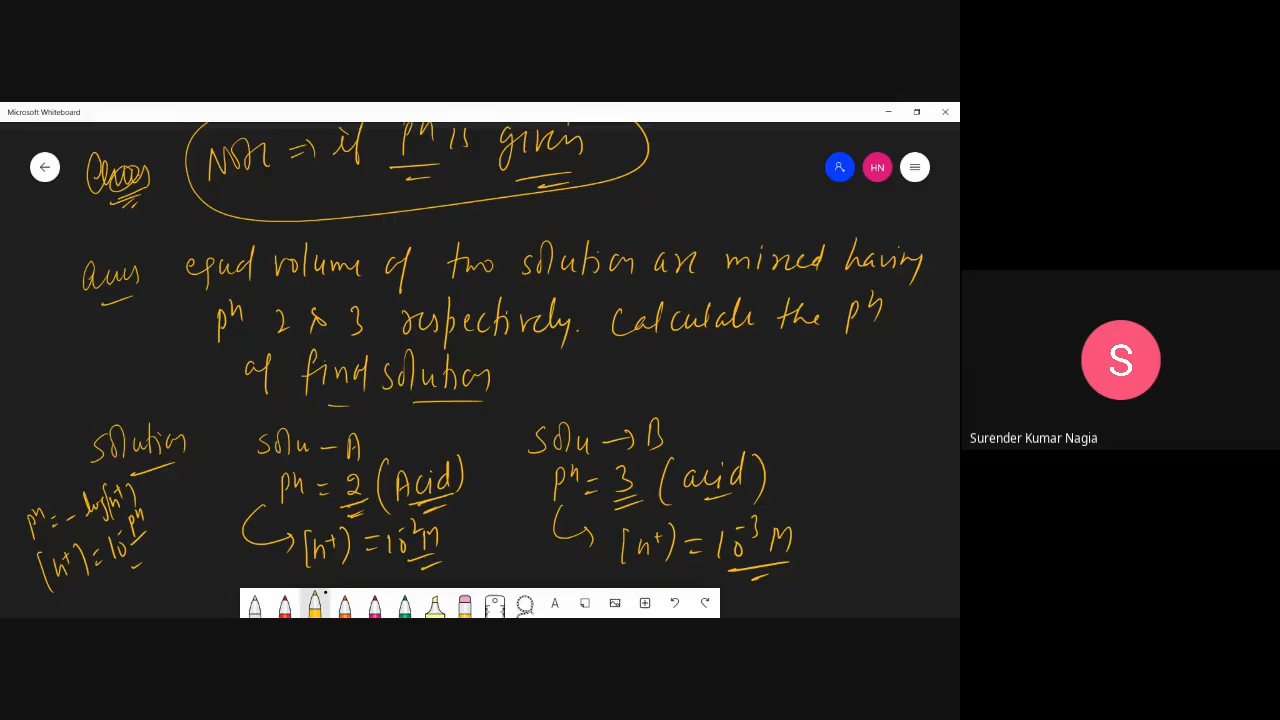 Microsoft Whiteboard
Note => if pH is given
HN
Ques equal volume of two solution are mixed having
pH 2 & 3 respectively. Calculate the pH
of final solution
S
Surender Kumar Nagia
solution
solu - A
solu → B
pH = 2 (Acid)
pH = 3 (acid)
pH = - log[H+)
[H+) = 10^-pH
[H+) = 10^-2 M
[H+) = 10^-3 M
A